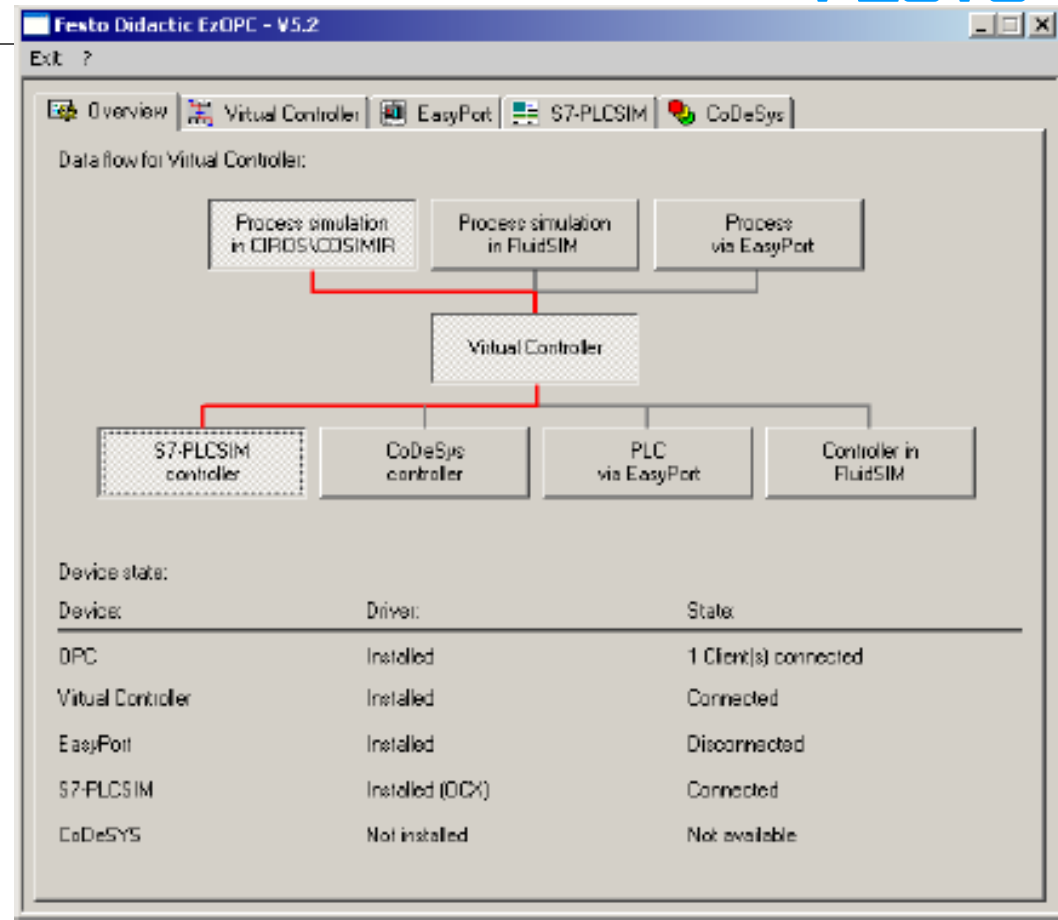 Festo Didactic EzOPC - V5.2
Exit ?
Overview Virtual Controller EasyPort S7-PLCSIM CoDeSys
Data flow for Virtual Controller:
Process simulation
in CIROS\COSIMIR
Process simulation
in FluidSIM
Process
via EasyPort
Virtual Controller
S7-PLCSIM
controller
CoDeSys
controller
PLC
via EasyPort
Controller in
FluidSIM
Device state:
Device: Driver: State:
OPC Installed 1 Client(s) connected
Virtual Controller Installed Connected
EasyPort Installed Disconnected
S7-PLCSIM Installed (OCX) Connected
CoDeSYS Not installed Not available